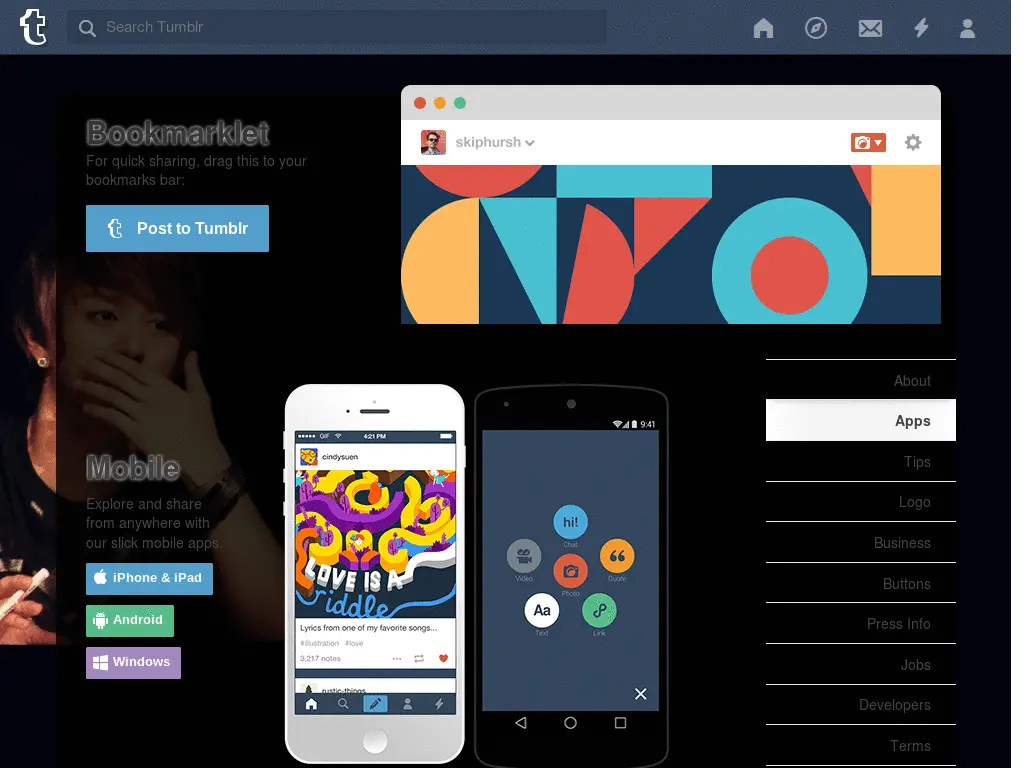 Search Tumblr
Bookmarklet
For quick sharing, drag this to your
bookmarks bar:
Post to Tumblr
skiphursh
Mobile
Explore and share
from anywhere with
our slick mobile apps.
iPhone & iPad
Android
Windows
GIF
4:21 PM
cindysuen
LOVE IS A
riddle
Lyrics from one of my favorite songs...
#illustration #love
3,217 notes
rustic-things
9:41
hi!
Chat
Video
Quote
Photo
Aa
Text
Link
About
Apps
Tips
Logo
Business
Buttons
Press Info
Jobs
Developers
Terms